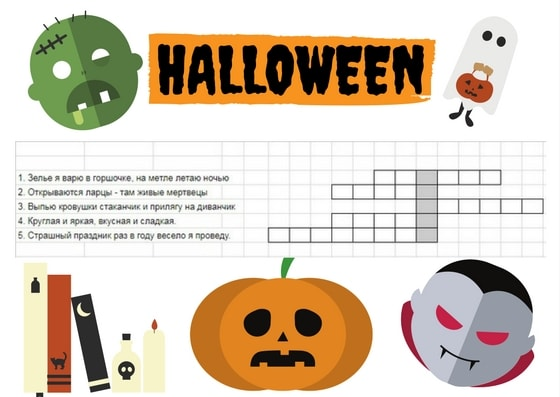 HALLOWEEN
1. Зелье я варю в горшочке, на метле летаю ночью
2. Открываются ларцы - там живые мертвецы
3. Выпью кровушки стаканчик и прилягу на диванчик
4. Круглая и яркая, вкусная и сладкая.
5. Страшный праздник раз в году весело я проведу.